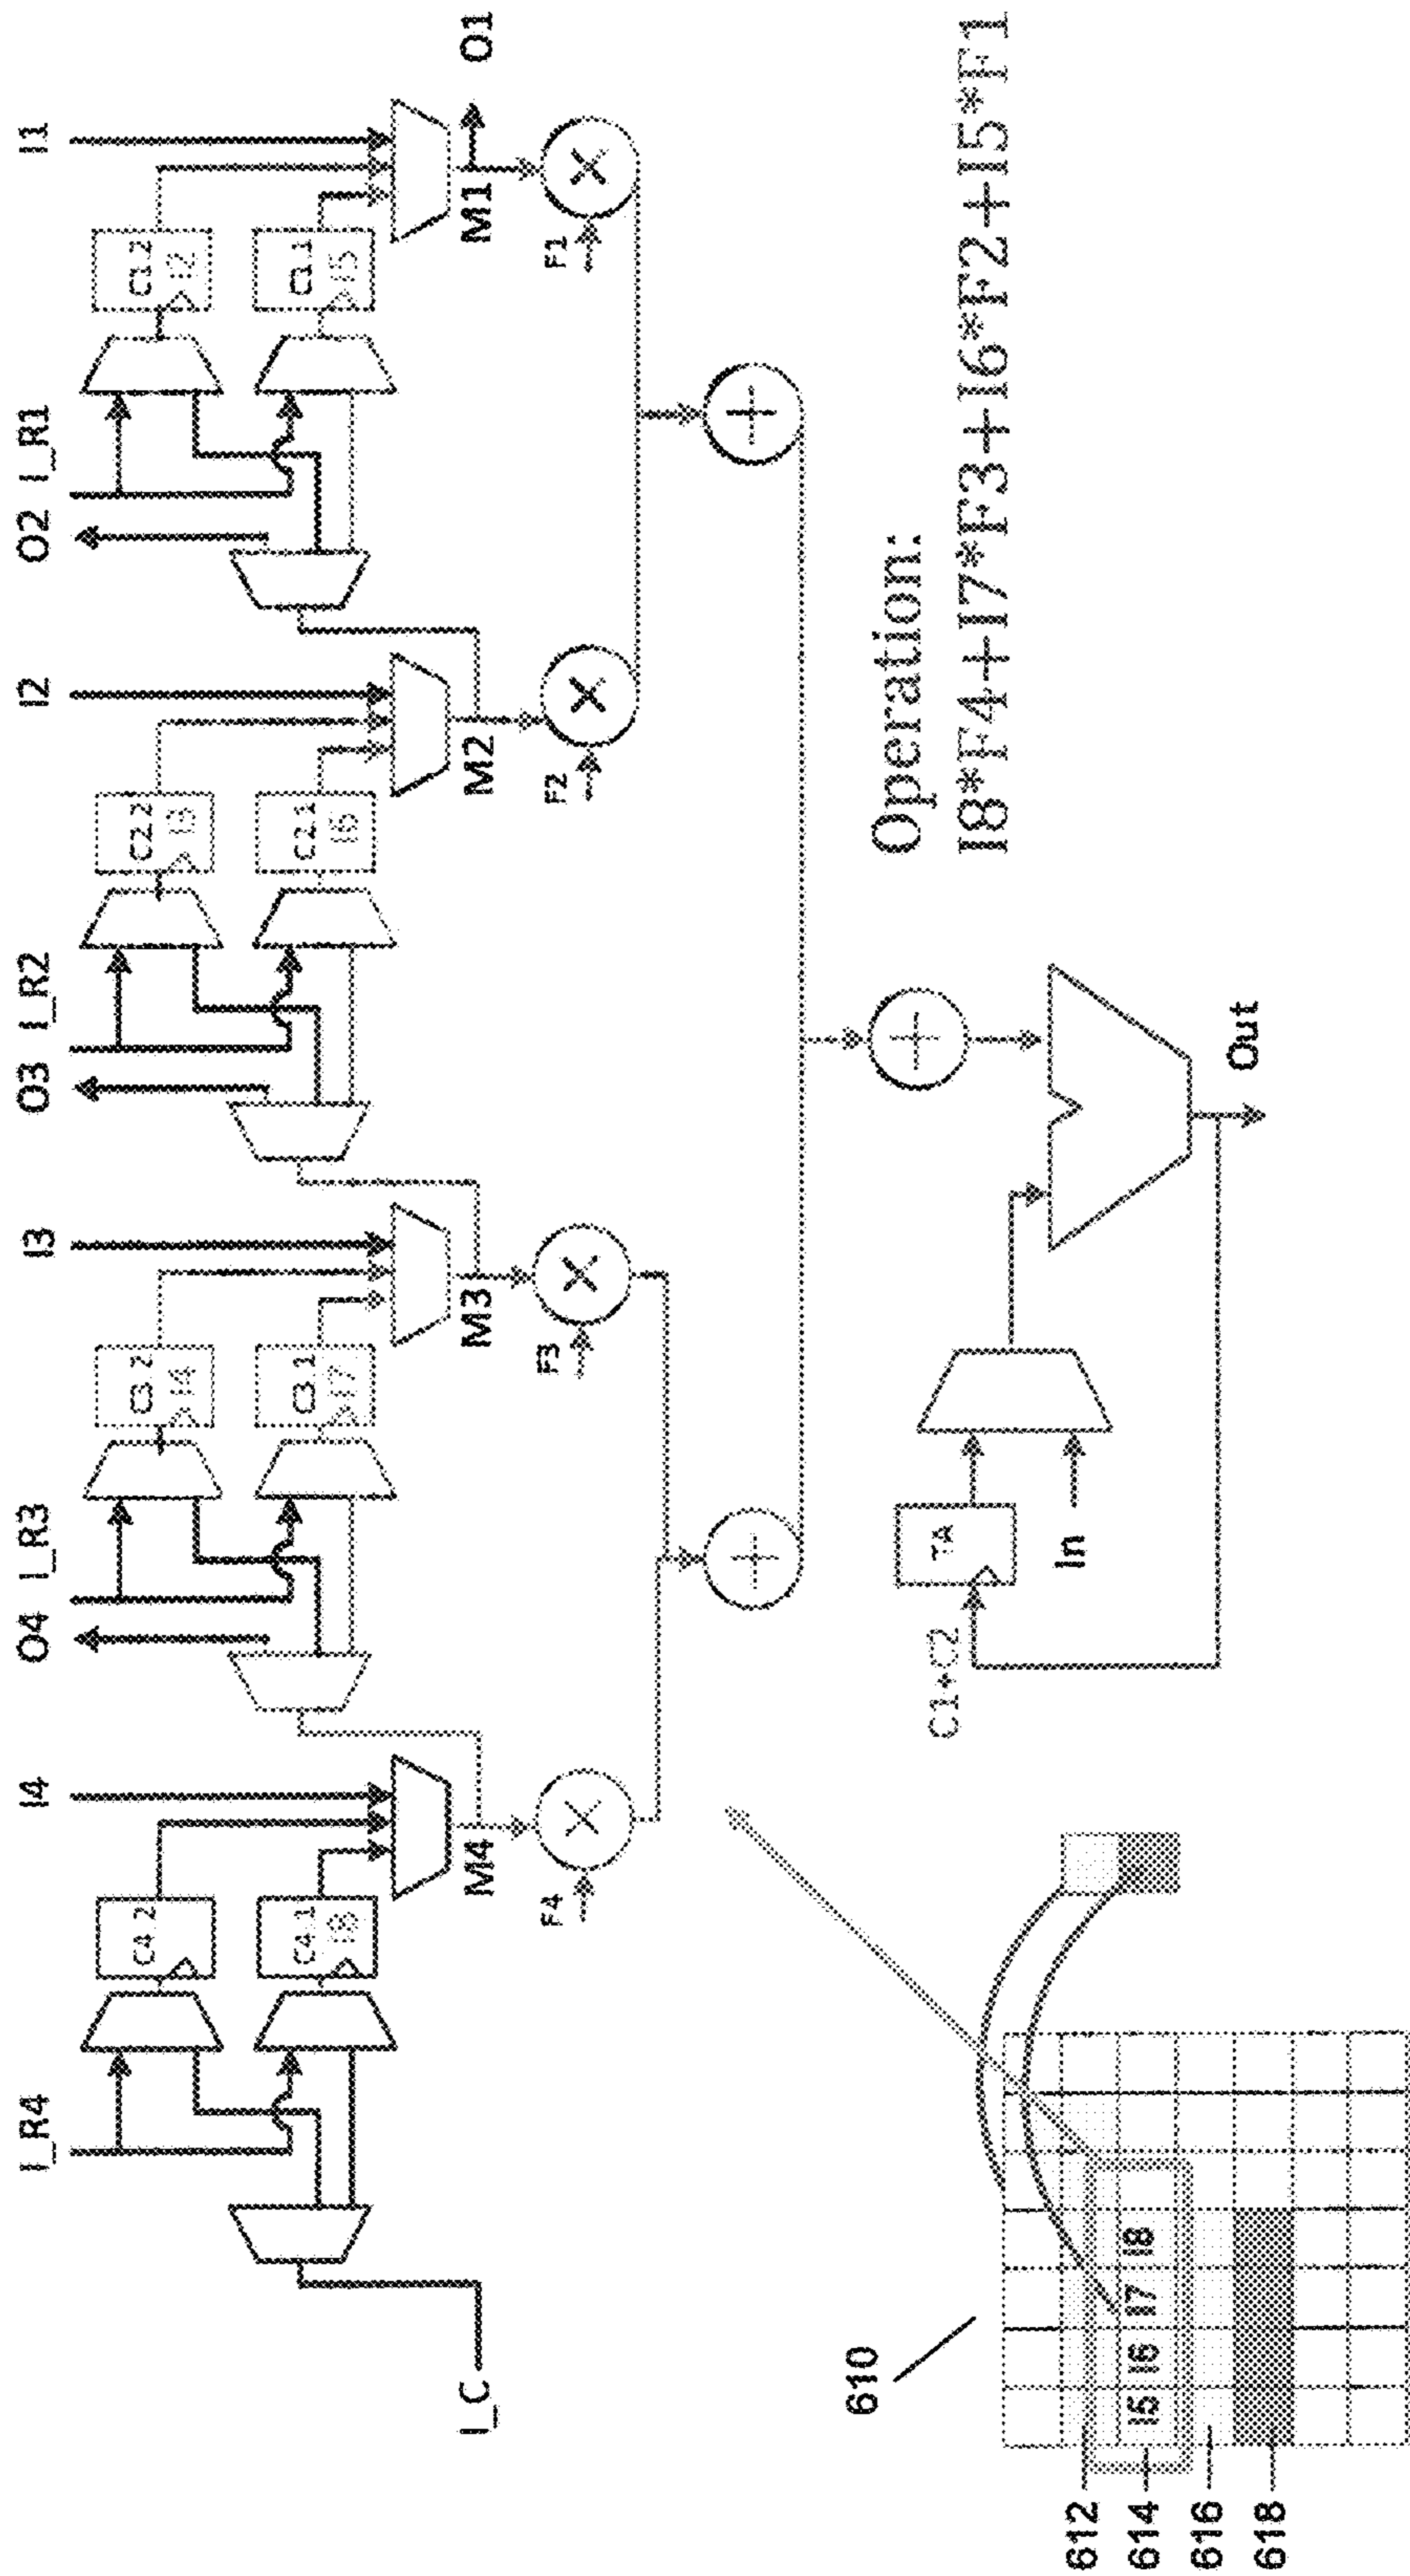 I_C
I_R4
C4.2
C4.1
I8
I4
M4
F4
O4
I_R3
C3.2
I4
C3.1
I7
I3
M3
F3
O3
I_R2
C2.2
I3
C2.1
I6
I2
M2
F2
O2
I_R1
C1.2
I2
C1.1
I5
I1
M1
F1
O1
C1+C2
TA
In
Out
Operation:
I8*F4+I7*F3+I6*F2+I5*F1
610
612
614
616
618
I5 I6 I7 I8